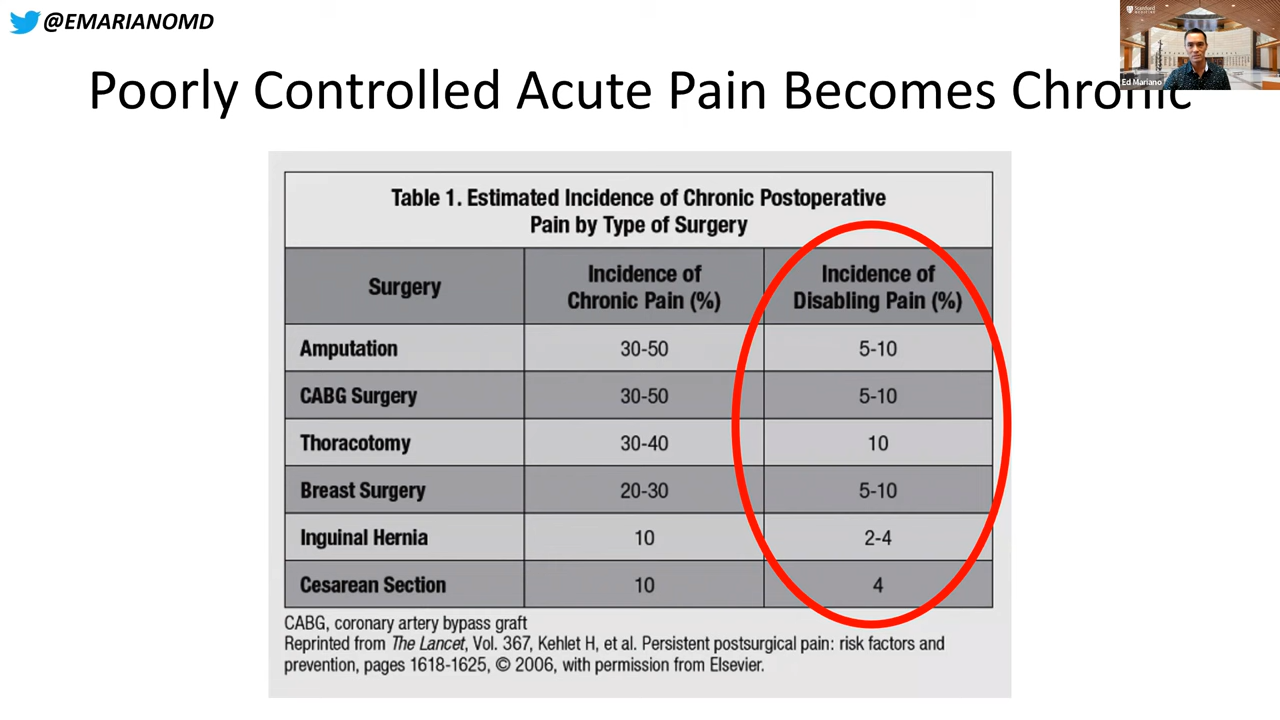 @EMARIANOMD
Stanford
MEDICINE
Ed Mariano
Poorly Controlled Acute Pain Becomes Chronic
Table 1. Estimated Incidence of Chronic Postoperative
Pain by Type of Surgery
Surgery
Incidence of
Chronic Pain (%)
Incidence of
Disabling Pain (%)
Amputation 30-50 5-10
CABG Surgery 30-50 5-10
Thoracotomy 30-40 10
Breast Surgery 20-30 5-10
Inguinal Hernia 10 2-4
Cesarean Section 10 4
CABG, coronary artery bypass graft
Reprinted from The Lancet, Vol. 367, Kehlet H, et al. Persistent postsurgical pain: risk factors and
prevention, pages 1618-1625, © 2006, with permission from Elsevier.